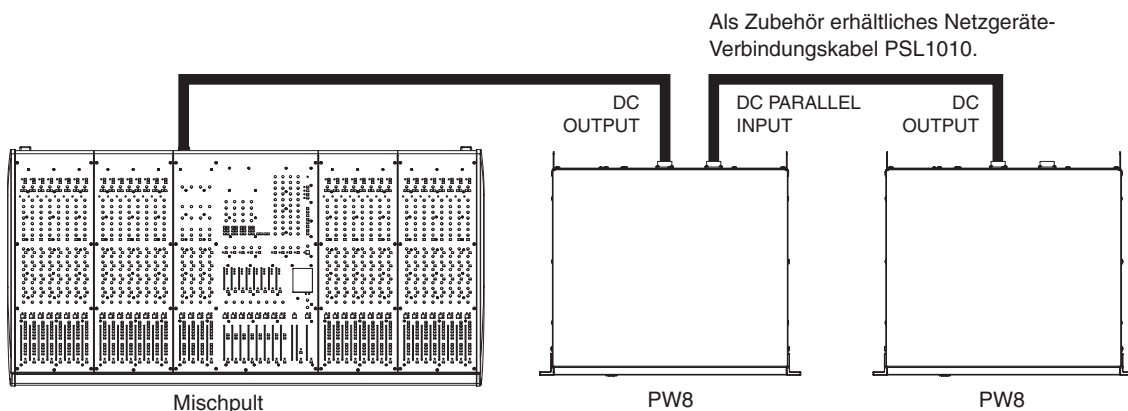 Als Zubehör erhältliches Netzgeräte-
Verbindungskabel PSL1010.
DC
OUTPUT
DC PARALLEL
INPUT
DC
OUTPUT
Mischpult
PW8
PW8